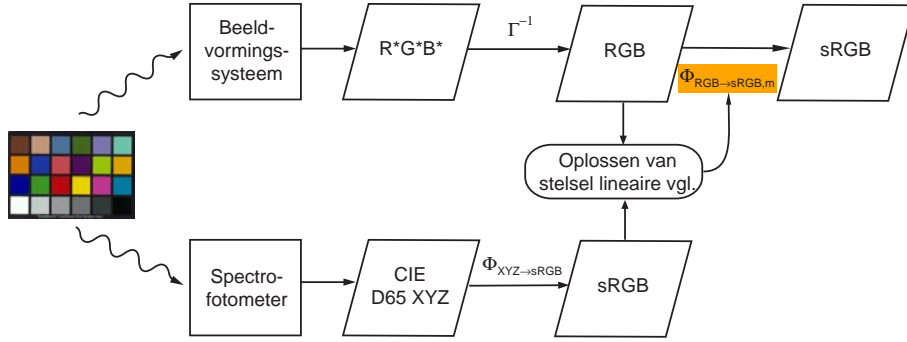 Beeld-
vormings-
systeem
R*G*B*
Γ⁻¹
RGB
sRGB
Φ_RGB→sRGB,m
Oplossen van
stelsel lineaire vgl.
Spectro-
fotometer
CIE
D65 XYZ
Φ_XYZ→sRGB
sRGB